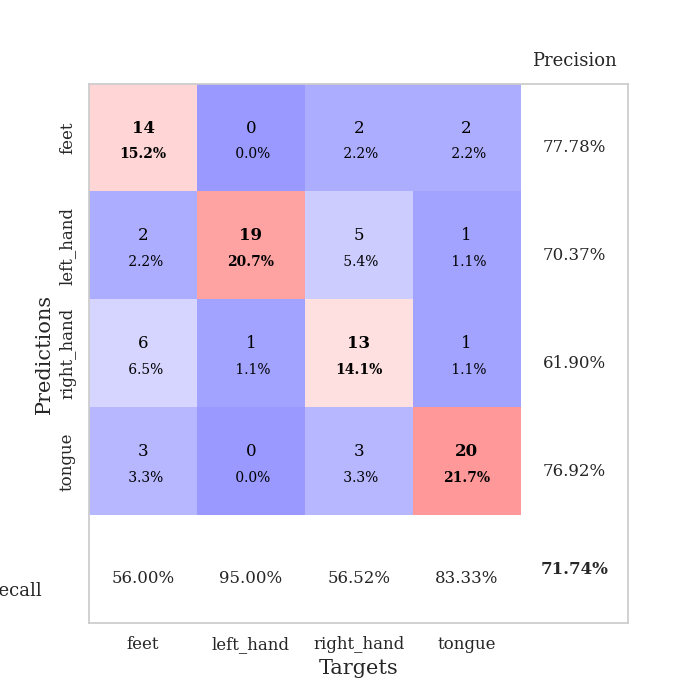 Precision
feet
14 0 2 2
15.2% 0.0% 2.2% 2.2%
77.78%
left_hand
2 19 5 1
2.2% 20.7% 5.4% 1.1%
70.37%
Predictions
right_hand
6 1 13 1
6.5% 1.1% 14.1% 1.1%
61.90%
tongue
3 0 3 20
3.3% 0.0% 3.3% 21.7%
76.92%
ecall
56.00% 95.00% 56.52% 83.33% 71.74%
feet left_hand right_hand tongue
Targets